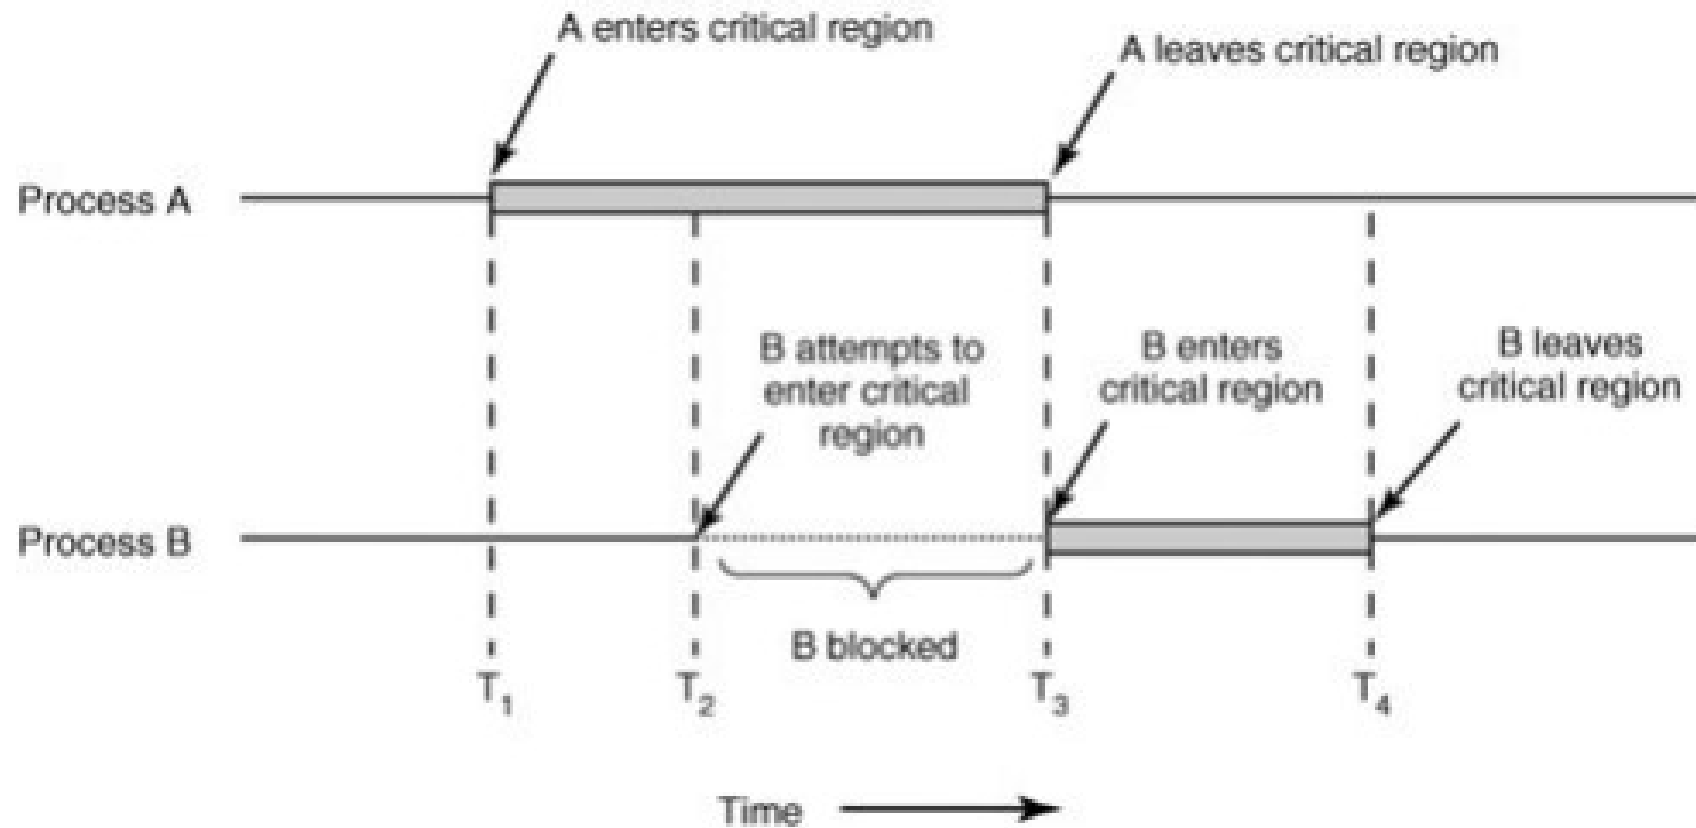 A enters critical region
A leaves critical region
Process A
B attempts to
enter critical
region
B enters
critical region
B leaves
critical region
Process B
B blocked
T1
T2
T3
T4
Time